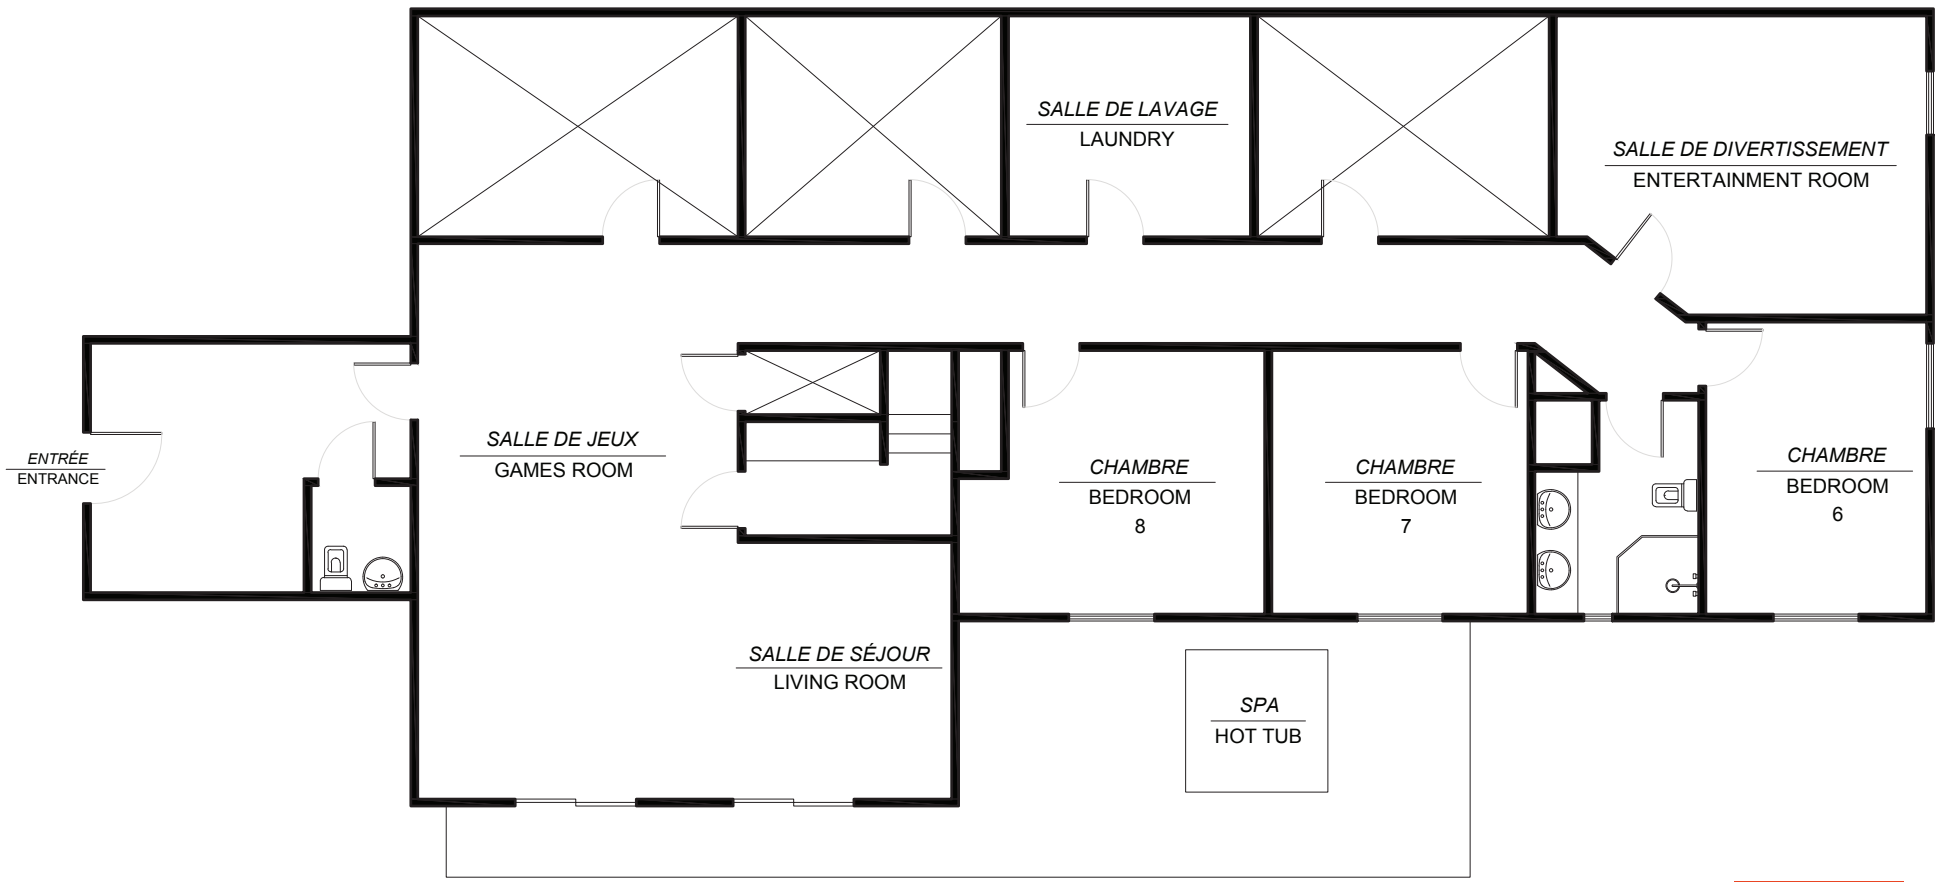 SALLE DE LAVAGE
LAUNDRY
SALLE DE DIVERTISSEMENT
ENTERTAINMENT ROOM
ENTRÉE
ENTRANCE
SALLE DE JEUX
GAMES ROOM
CHAMBRE
BEDROOM
8
CHAMBRE
BEDROOM
7
CHAMBRE
BEDROOM
6
SALLE DE SÉJOUR
LIVING ROOM
SPA
HOT TUB